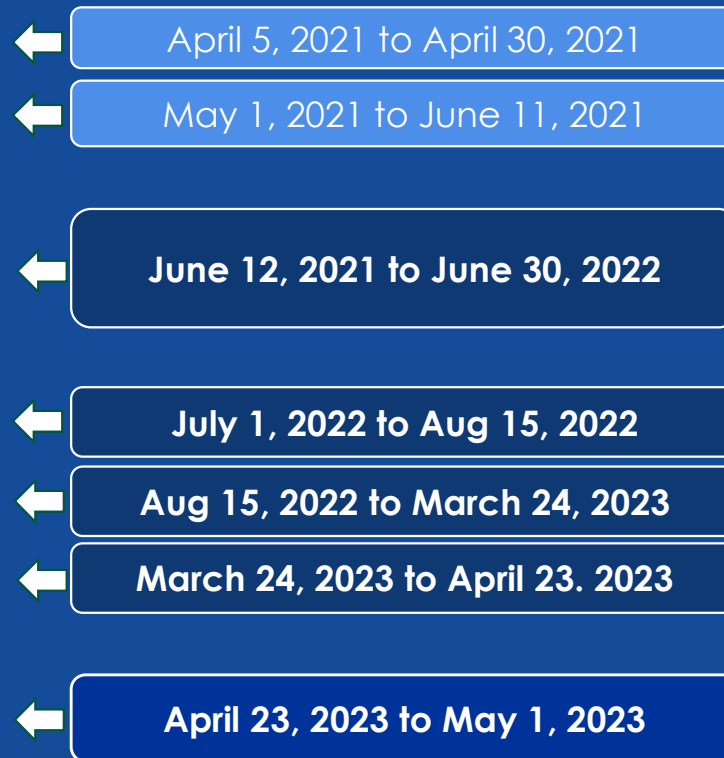 April 5, 2021 to April 30, 2021
May 1, 2021 to June 11, 2021
June 12, 2021 to June 30, 2022
July 1, 2022 to Aug 15, 2022
Aug 15, 2022 to March 24, 2023
March 24, 2023 to April 23. 2023
April 23, 2023 to May 1, 2023